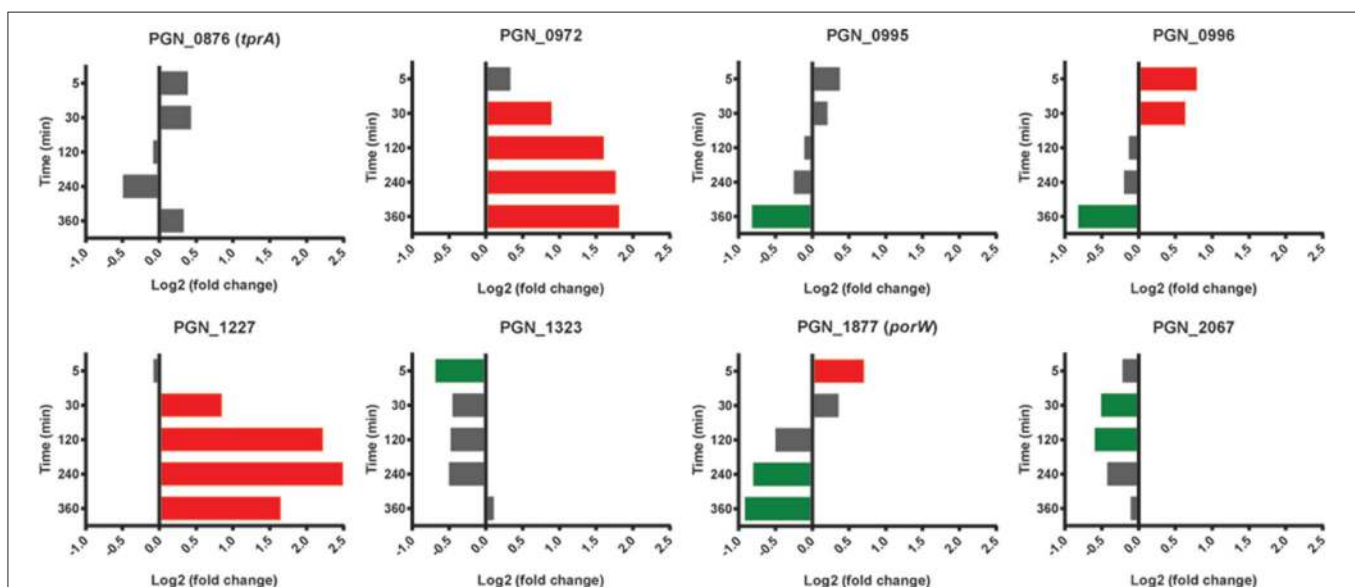 PGN_0876 (tprA)
Time (min)
5
30
120
240
360
-1.0 -0.5 0.0 0.5 1.0 1.5 2.0 2.5
Log2 (fold change)
PGN_0972
Time (min)
5
30
120
240
360
-1.0 -0.5 0.0 0.5 1.0 1.5 2.0 2.5
Log2 (fold change)
PGN_0995
Time (min)
5
30
120
240
360
-1.0 -0.5 0.0 0.5 1.0 1.5 2.0 2.5
Log2 (fold change)
PGN_0996
Time (min)
5
30
120
240
360
-1.0 -0.5 0.0 0.5 1.0 1.5 2.0 2.5
Log2 (fold change)
PGN_1227
Time (min)
5
30
120
240
360
-1.0 -0.5 0.0 0.5 1.0 1.5 2.0 2.5
Log2 (fold change)
PGN_1323
Time (min)
5
30
120
240
360
-1.0 -0.5 0.0 0.5 1.0 1.5 2.0 2.5
Log2 (fold change)
PGN_1877 (porW)
Time (min)
5
30
120
240
360
-1.0 -0.5 0.0 0.5 1.0 1.5 2.0 2.5
Log2 (fold change)
PGN_2067
Time (min)
5
30
120
240
360
-1.0 -0.5 0.0 0.5 1.0 1.5 2.0 2.5
Log2 (fold change)